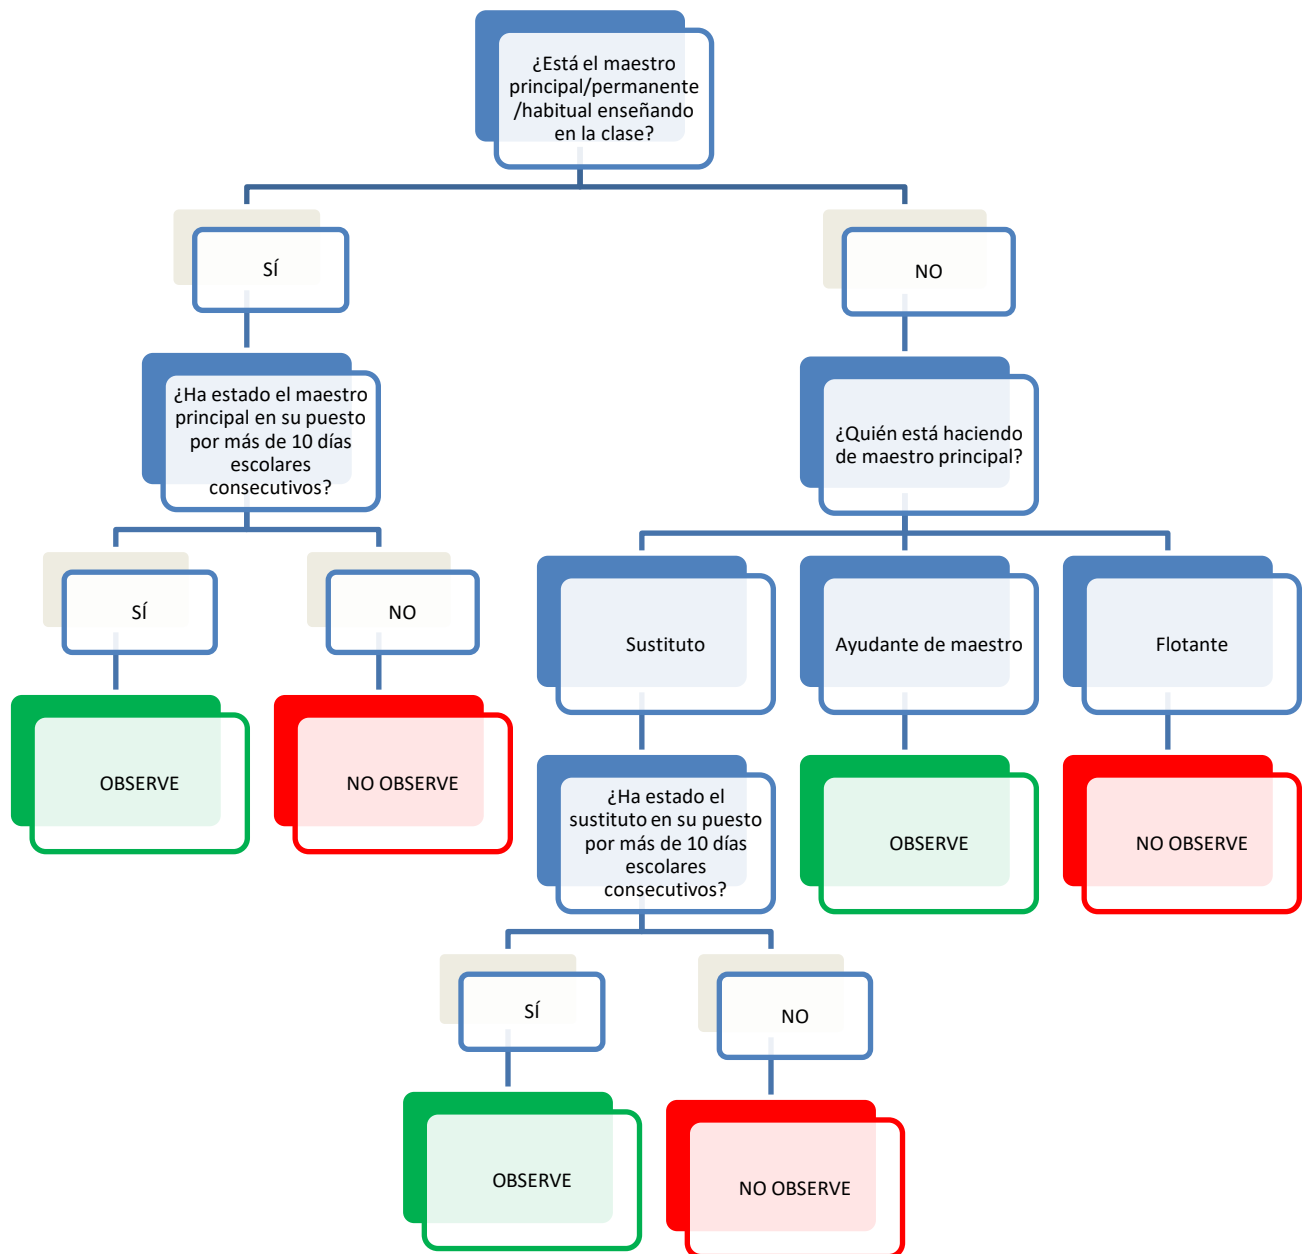 ¿Está el maestro
principal/permanente
/habitual enseñando
en la clase?
SÍ
NO
¿Ha estado el maestro
principal en su puesto
por más de 10 días
escolares
consecutivos?
¿Quién está haciendo
de maestro principal?
SÍ
NO
Sustituto
Ayudante de maestro
Flotante
OBSERVE
NO OBSERVE
¿Ha estado el
sustituto en su puesto
por más de 10 días
escolares
consecutivos?
OBSERVE
NO OBSERVE
SÍ
NO
OBSERVE
NO OBSERVE